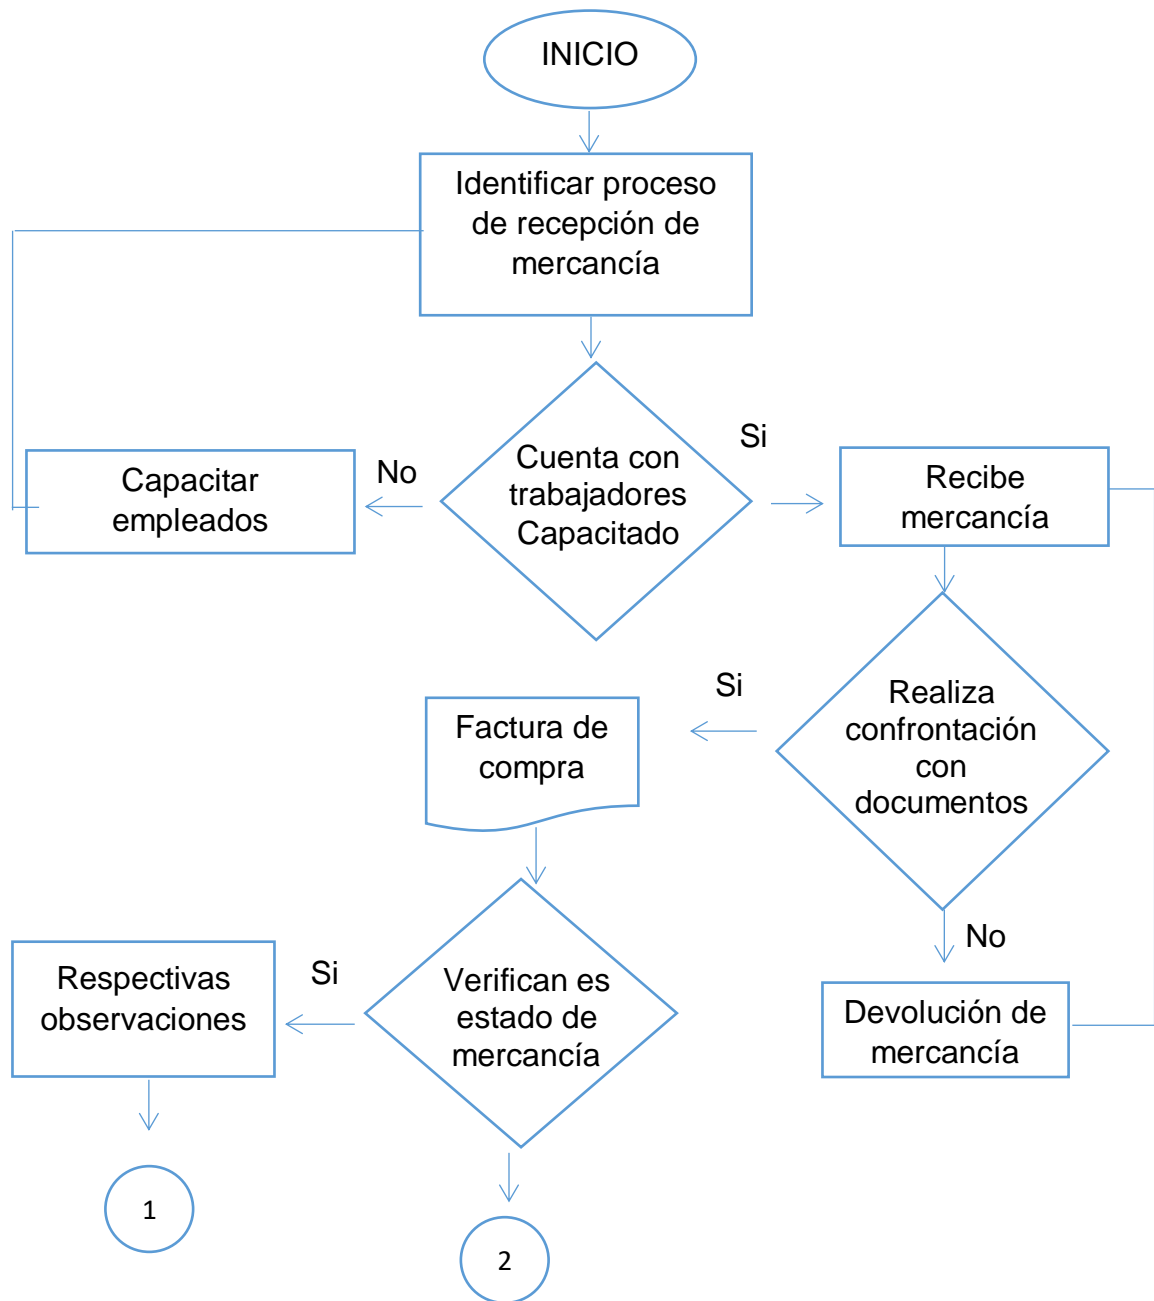 INICIO
Identificar proceso
de recepción de
mercancía
Si
No
Capacitar
empleados
Cuenta con
trabajadores
Capacitado
Recibe
mercancía
Si
Factura de
compra
Realiza
confrontación
con
documentos
No
Respectivas
observaciones
Si
Verifican es
estado de
mercancía
Devolución de
mercancía
1
2